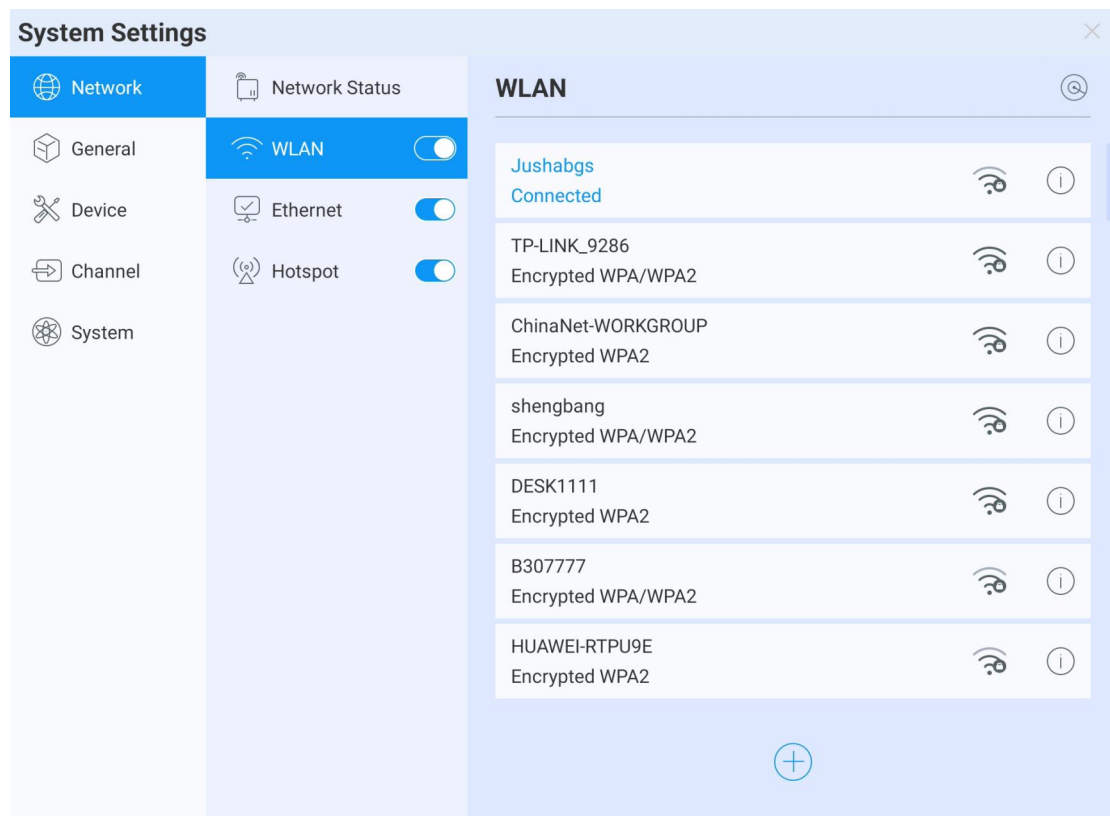 System Settings
Network
General
Device
Channel
System
Network Status
WLAN
Ethernet
Hotspot
WLAN
Jushabgs
Connected
TP-LINK_9286
Encrypted WPA/WPA2
ChinaNet-WORKGROUP
Encrypted WPA2
shengbang
Encrypted WPA/WPA2
DESK1111
Encrypted WPA2
B307777
Encrypted WPA/WPA2
HUAWEI-RTPU9E
Encrypted WPA2